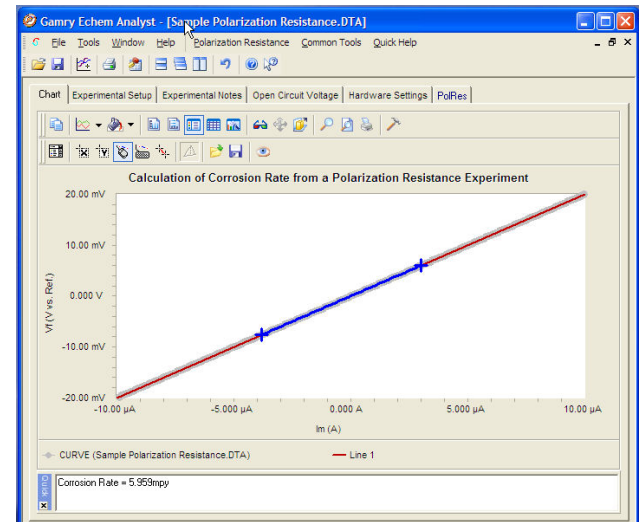 Gamry Echem Analyst - [Sample Polarization Resistance.DTA]
File Tools Window Help Polarization Resistance Common Tools Quick Help
Chart Experimental Setup Experimental Notes Open Circuit Voltage Hardware Settings PolRes
Calculation of Corrosion Rate from a Polarization Resistance Experiment
20.00 mV
10.00 mV
0.000 V
-10.00 mV
-20.00 mV
Vf (V vs. Ref.)
-10.00 µA -5.000 µA 0.000 A 5.000 µA 10.00 µA
Im (A)
CURVE (Sample Polarization Resistance.DTA) Line 1
Corrosion Rate = 5.959mpy